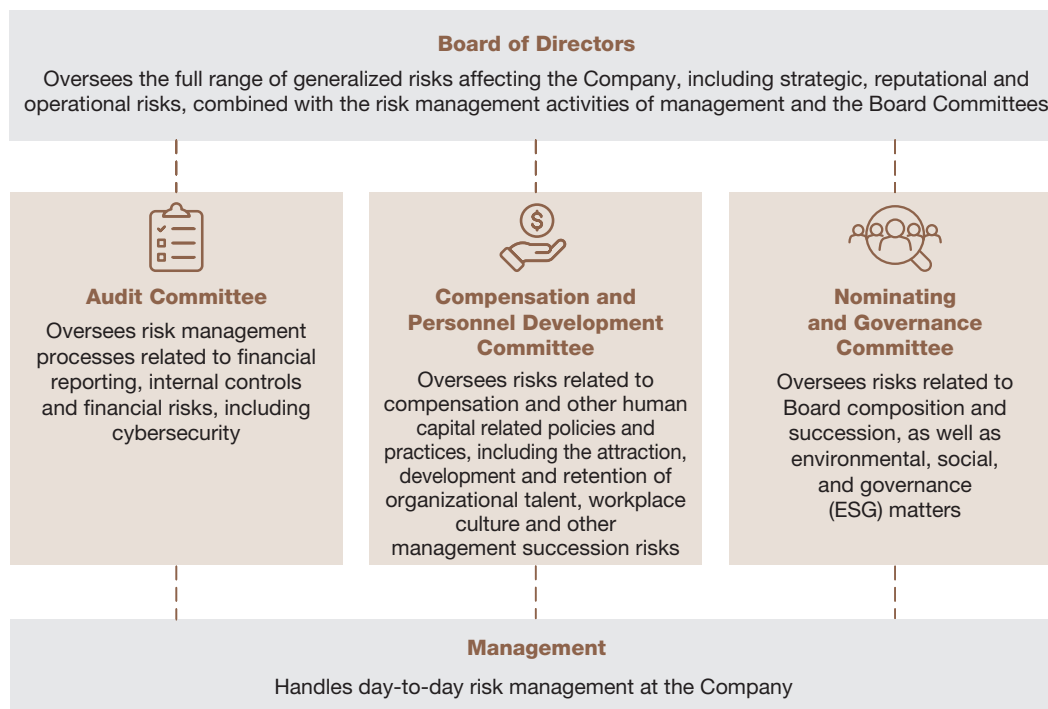 Board of Directors
Oversees the full range of generalized risks affecting the Company, including strategic, reputational and
operational risks, combined with the risk management activities of management and the Board Committees
$
Audit Committee
Oversees risk management
processes related to financial
reporting, internal controls
and financial risks, including
cybersecurity
Compensation and
Personnel Development
Committee
Oversees risks related to
compensation and other human
capital related policies and
practices, including the attraction,
development and retention of
organizational talent, workplace
culture and other
management succession risks
Nominating
and Governance
Committee
Oversees risks related to
Board composition and
succession, as well as
environmental, social,
and governance
(ESG) matters
Management
Handles day-to-day risk management at the Company